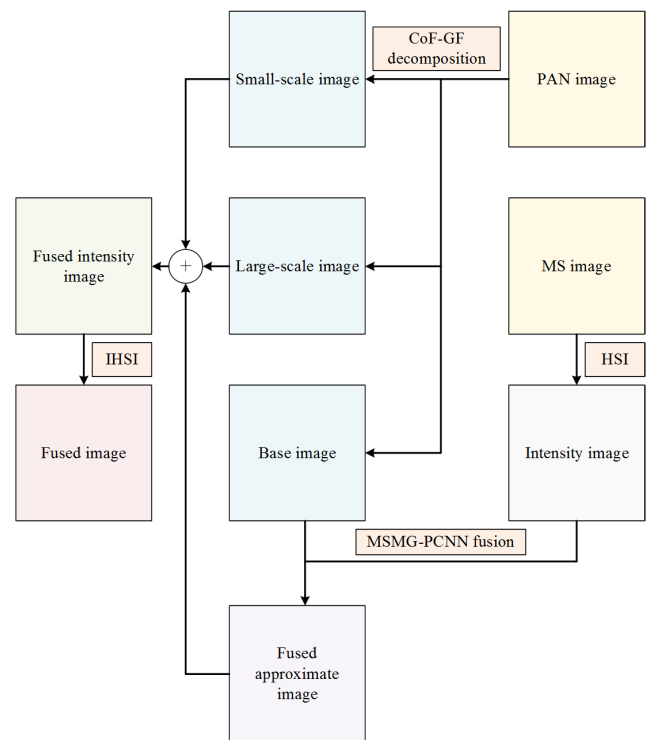 CoF-GF
decomposition
Small-scale image
PAN image
Fused intensity
image
+
Large-scale image
MS image
IHSI
HSI
Fused image
Base image
Intensity image
MSMG-PCNN fusion
Fused
approximate
image